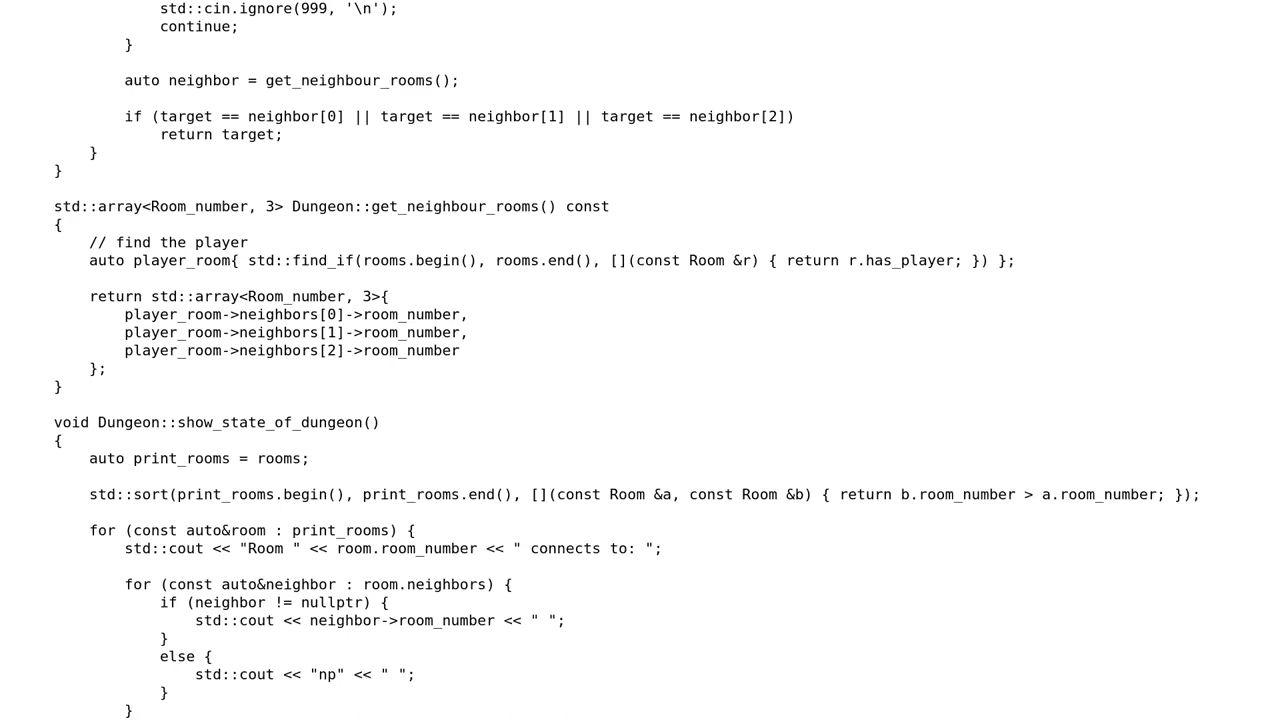 std::cin.ignore(999, '\n');
            continue;
        }

        auto neighbor = get_neighbour_rooms();

        if (target == neighbor[0] || target == neighbor[1] || target == neighbor[2])
            return target;
    }
}

std::array<Room_number, 3> Dungeon::get_neighbour_rooms() const
{
    // find the player
    auto player_room{ std::find_if(rooms.begin(), rooms.end(), [](const Room &r) { return r.has_player; }) };

    return std::array<Room_number, 3>{
        player_room->neighbors[0]->room_number,
        player_room->neighbors[1]->room_number,
        player_room->neighbors[2]->room_number
    };
}

void Dungeon::show_state_of_dungeon()
{
    auto print_rooms = rooms;

    std::sort(print_rooms.begin(), print_rooms.end(), [](const Room &a, const Room &b) { return b.room_number > a.room_number; });

    for (const auto&room : print_rooms) {
        std::cout << "Room " << room.room_number << " connects to: ";

        for (const auto&neighbor : room.neighbors) {
            if (neighbor != nullptr) {
                std::cout << neighbor->room_number << " ";
            }
            else {
                std::cout << "np" << " ";
            }
        }